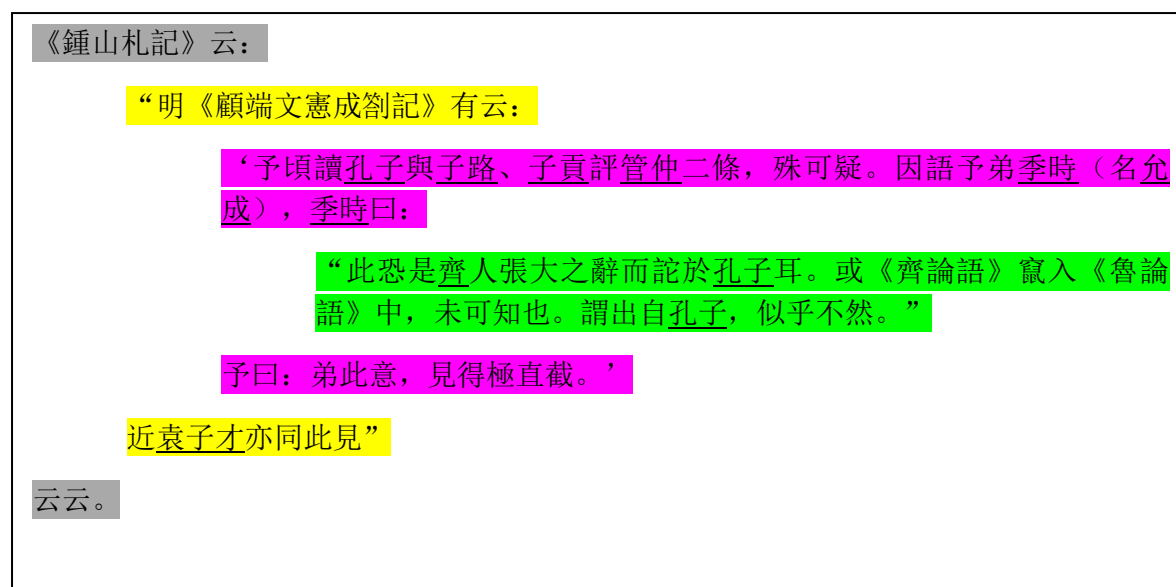 《鍾山札記》云：
“明《顧端文憲成劄記》有云：
‘予頃讀孔子與子路、子貢評管仲二條，殊可疑。因語予弟季時（名允
成），季時曰：
“此恐是齊人張大之辭而詑於孔子耳。或《齊論語》竄入《魯論
語》中，未可知也。謂出自孔子，似乎不然。”
予曰：弟此意，見得極直截。’
近袁子才亦同此見”
云云。